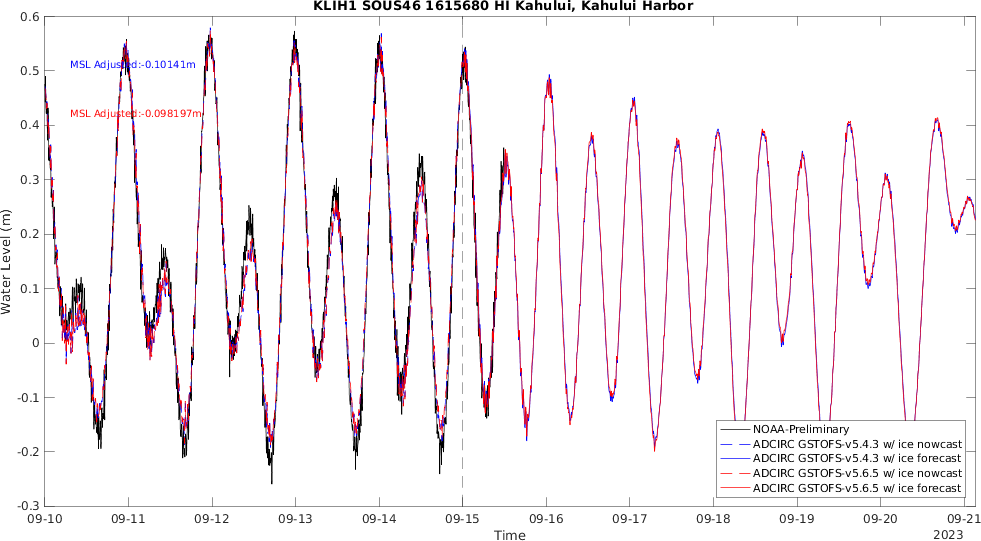 KLIH1 SOUS46 1615680 HI Kahului, Kahului Harbor
0.6
0.5
0.4
0.3
0.2
0.1
0
-0.1
-0.2
-0.3
Water Level (m)
MSL Adjusted:-0.10141m
MSL Adjusted:-0.098197m
NOAA-Preliminary
ADCIRC GSTOFS-v5.4.3 w/ ice nowcast
ADCIRC GSTOFS-v5.4.3 w/ ice forecast
ADCIRC GSTOFS-v5.6.5 w/ ice nowcast
ADCIRC GSTOFS-v5.6.5 w/ ice forecast
09-10 09-11 09-12 09-13 09-14 09-15 09-16 09-17 09-18 09-19 09-20 09-21
Time
2023